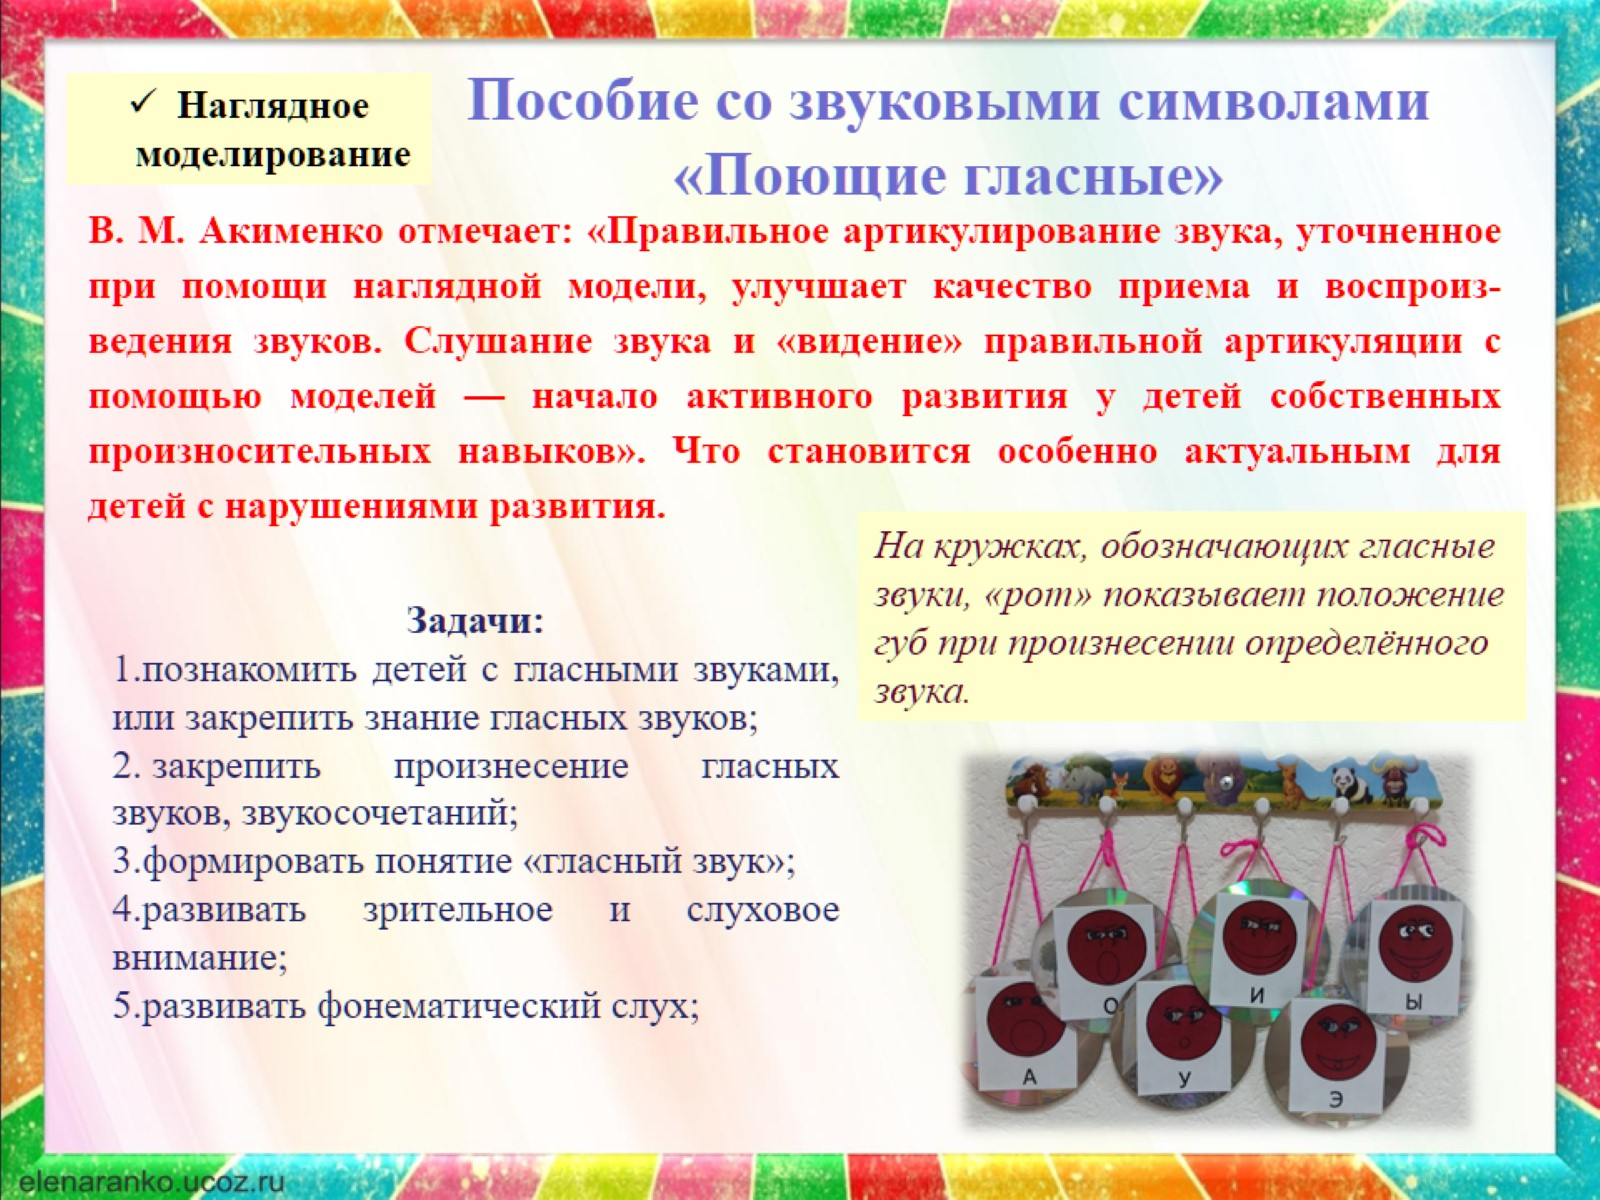 ✓ Наглядное
моделирование
Пособие со звуковыми символами
«Поющие гласные»
В. М. Акименко отмечает: «Правильное артикулирование звука, уточненное
при помощи наглядной модели, улучшает качество приема и воспроиз-
ведения звуков. Слушание звука и «видение» правильной артикуляции с
помощью моделей — начало активного развития у детей собственных
произносительных навыков». Что становится особенно актуальным для
детей с нарушениями развития.
На кружках, обозначающих гласные
звуки, «рот» показывает положение
губ при произнесении определённого
звука.
Задачи:
1.познакомить детей с гласными звуками,
или закрепить знание гласных звуков;
2. закрепить произнесение гласных
звуков, звукосочетаний;
3.формировать понятие «гласный звук»;
4.развивать зрительное и слуховое
внимание;
5.развивать фонематический слух;
А
О
У
И
Э
Ы
elenaranko.ucoz.ru